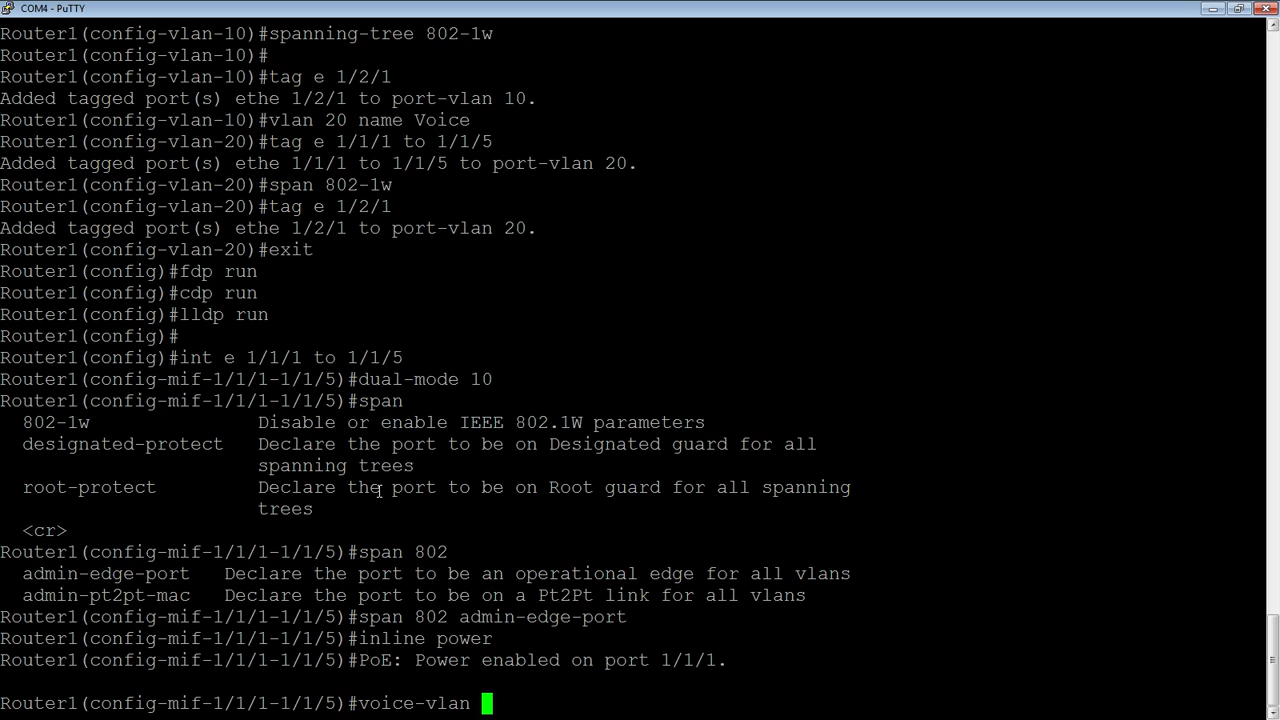 COM4 - PuTTY
Router1(config-vlan-10)#spanning-tree 802-1w
Router1(config-vlan-10)#
Router1(config-vlan-10)#tag e 1/2/1
Added tagged port(s) ethe 1/2/1 to port-vlan 10.
Router1(config-vlan-10)#vlan 20 name Voice
Router1(config-vlan-20)#tag e 1/1/1 to 1/1/5
Added tagged port(s) ethe 1/1/1 to 1/1/5 to port-vlan 20.
Router1(config-vlan-20)#span 802-1w
Router1(config-vlan-20)#tag e 1/2/1
Added tagged port(s) ethe 1/2/1 to port-vlan 20.
Router1(config-vlan-20)#exit
Router1(config)#fdp run
Router1(config)#cdp run
Router1(config)#lldp run
Router1(config)#
Router1(config)#int e 1/1/1 to 1/1/5
Router1(config-mif-1/1/1-1/1/5)#dual-mode 10
Router1(config-mif-1/1/1-1/1/5)#span
  802-1w               Disable or enable IEEE 802.1W parameters
  designated-protect   Declare the port to be on Designated guard for all
                       spanning trees
  root-protect         Declare the port to be on Root guard for all spanning
                       trees
  <cr>
Router1(config-mif-1/1/1-1/1/5)#span 802
  admin-edge-port   Declare the port to be an operational edge for all vlans
  admin-pt2pt-mac   Declare the port to be on a Pt2Pt link for all vlans
Router1(config-mif-1/1/1-1/1/5)#span 802 admin-edge-port
Router1(config-mif-1/1/1-1/1/5)#inline power
Router1(config-mif-1/1/1-1/1/5)#PoE: Power enabled on port 1/1/1.
Router1(config-mif-1/1/1-1/1/5)#voice-vlan